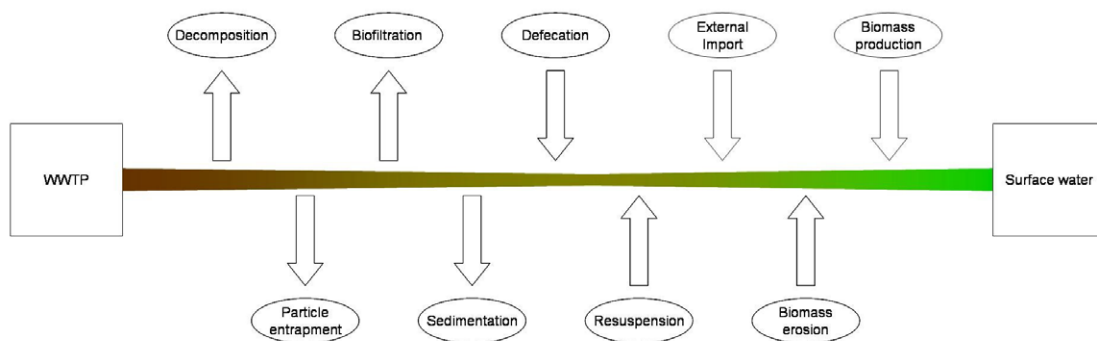 Decomposition
Biofiltration
Defecation
External
Import
Biomass
production
WWTP
Surface water
Particle
entrapment
Sedimentation
Resuspension
Biomass
erosion